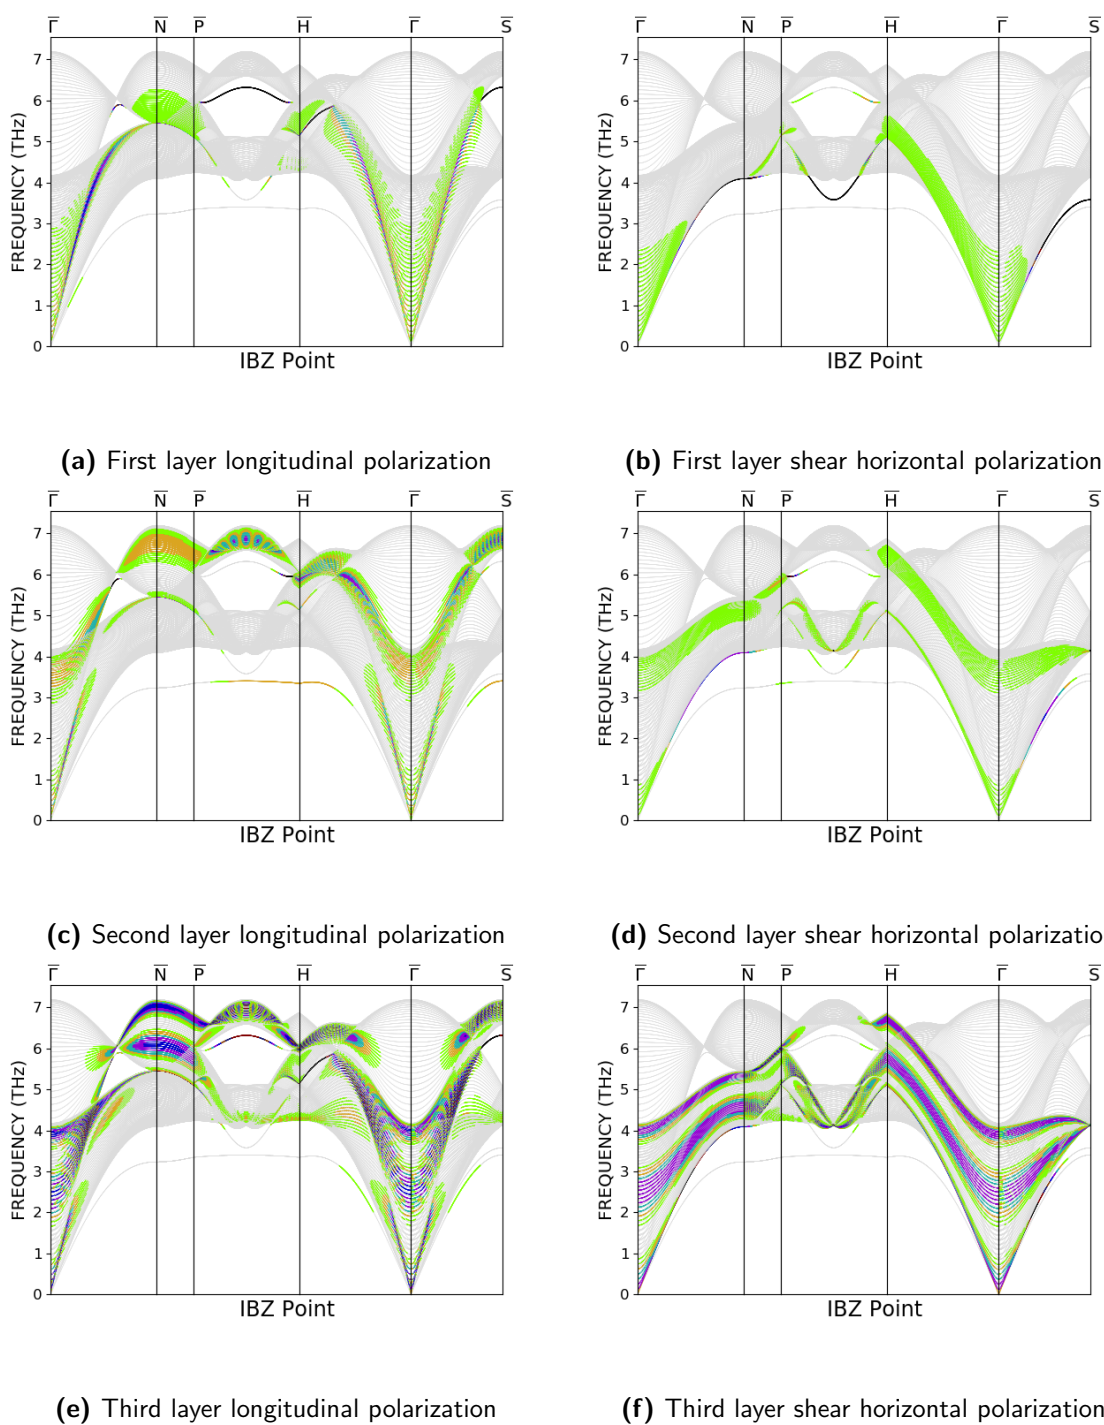 Γ̅ N̅ P̅ H̅ Γ̅ S̅
7
6
5
4
3
2
1
0
FREQUENCY (THz)
IBZ Point
(a) First layer longitudinal polarization
Γ̅ N̅ P̅ H̅ Γ̅ S̅
7
6
5
4
3
2
1
0
FREQUENCY (THz)
IBZ Point
(b) First layer shear horizontal polarization
Γ̅ N̅ P̅ H̅ Γ̅ S̅
7
6
5
4
3
2
1
0
FREQUENCY (THz)
IBZ Point
(c) Second layer longitudinal polarization
Γ̅ N̅ P̅ H̅ Γ̅ S̅
7
6
5
4
3
2
1
0
FREQUENCY (THz)
IBZ Point
(d) Second layer shear horizontal polarizatio
Γ̅ N̅ P̅ H̅ Γ̅ S̅
7
6
5
4
3
2
1
0
FREQUENCY (THz)
IBZ Point
(e) Third layer longitudinal polarization
Γ̅ N̅ P̅ H̅ Γ̅ S̅
7
6
5
4
3
2
1
0
FREQUENCY (THz)
IBZ Point
(f) Third layer shear horizontal polarization